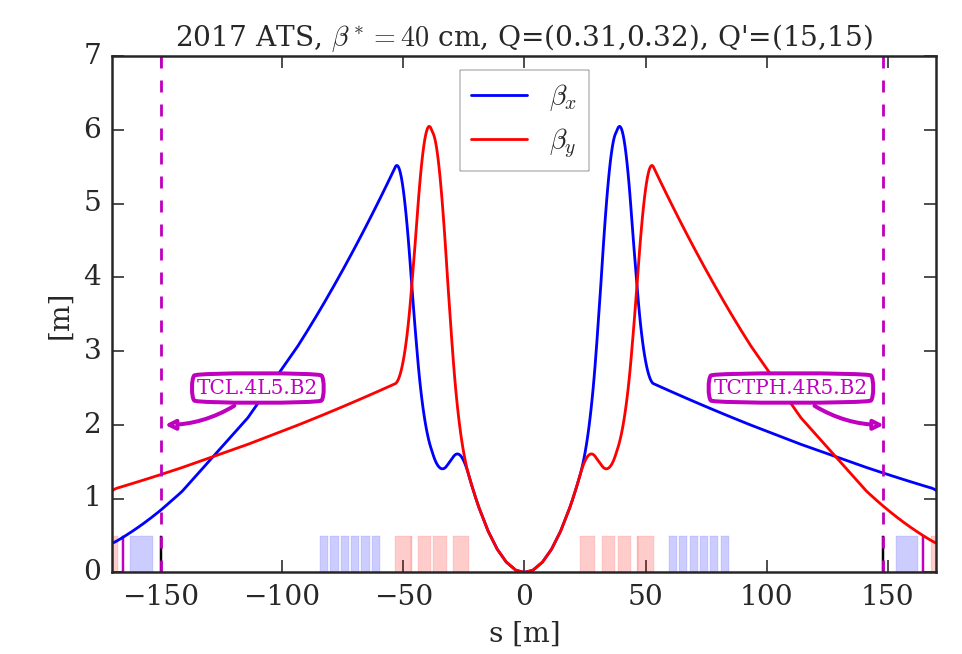 2017 ATS, β* = 40 cm, Q=(0.31,0.32), Q'=(15,15)
7
6
5
4
3
2
1
0
[m]
βx
βy
TCL.4L5.B2
TCTPH.4R5.B2
−150 −100 −50 0 50 100 150
s [m]